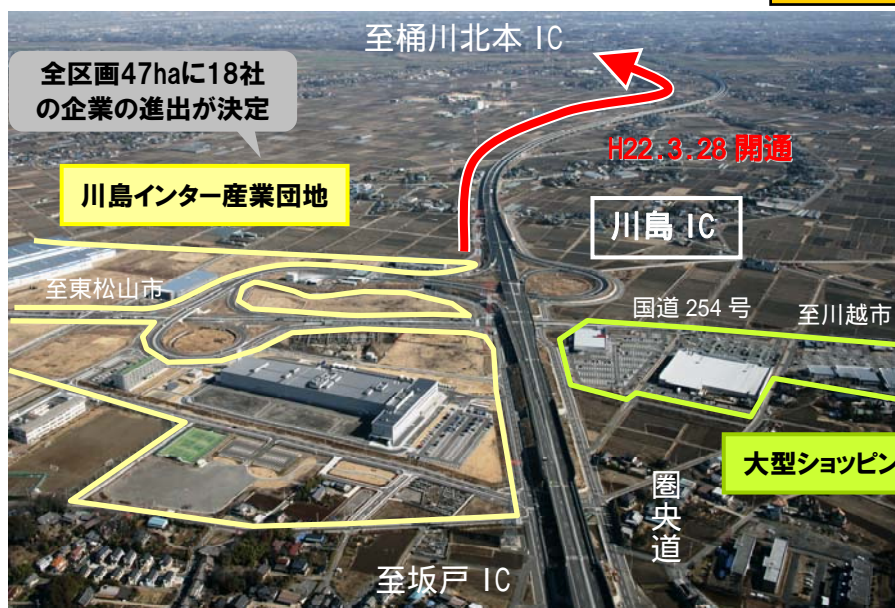 至桶川北本 IC
全区画47haに18社
の企業の進出が決定
H22.3.28 開通
川島インター産業団地
川島 IC
至東松山市
国道 254 号
至川越市
大型ショッピン
圏央道
至坂戸 IC